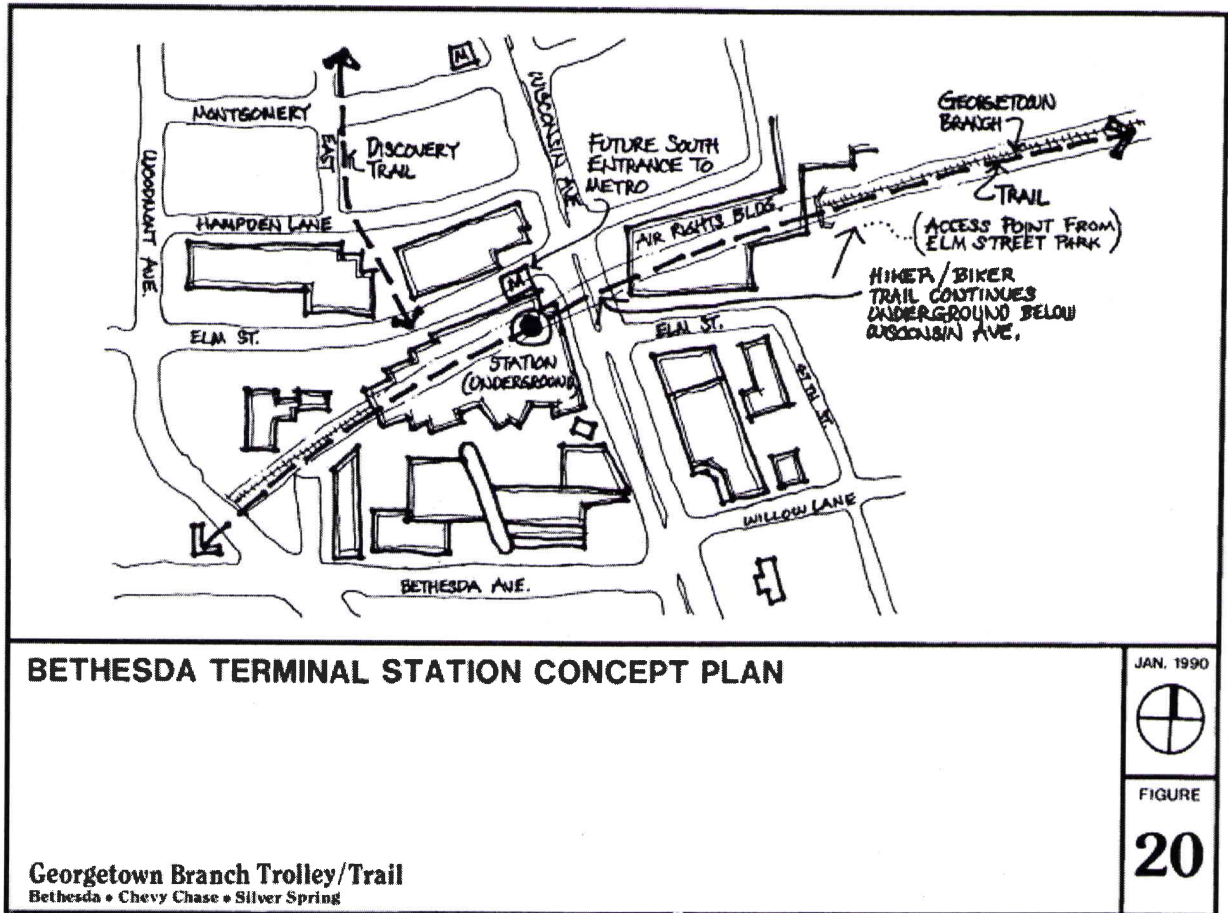 M
WISCONSIN AVE.
MONTGOMERY
EAST
DISCOVERY
TRAIL
WOODMONT AVE.
FUTURE SOUTH
ENTRANCE TO
METRO
GEORGETOWN
BRANCH
TRAIL
(ACCESS POINT FROM
ELM STREET PARK)
HAMPDEN LANE
AIR RIGHTS BLDG.
HIKER/BIKER
TRAIL CONTINUES
UNDERGROUND BELOW
WISCONSIN AVE.
M
ELM ST.
ELM ST.
STATION
(UNDERGROUND)
47TH ST.
WILLOW LANE
BETHESDA AVE.
BETHESDA TERMINAL STATION CONCEPT PLAN
JAN. 1990
FIGURE
20
Georgetown Branch Trolley/Trail
Bethesda • Chevy Chase • Silver Spring